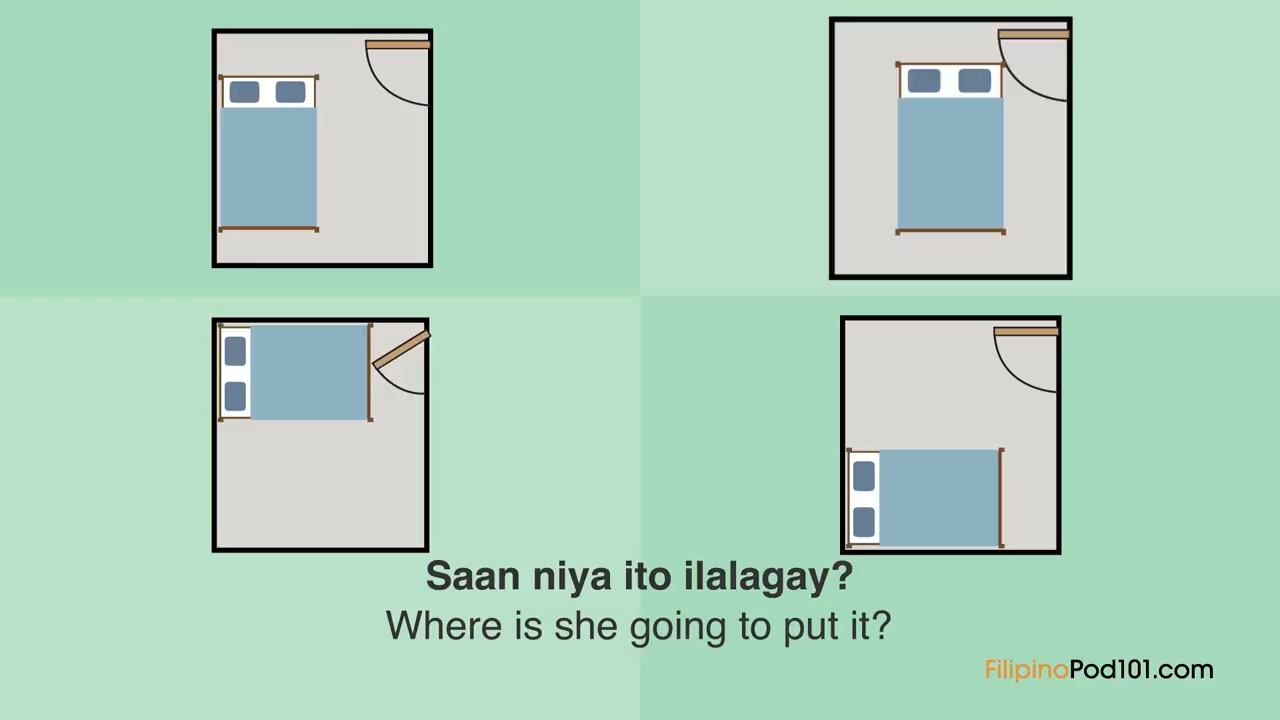 Saan niya ito ilalagay?
Where is she going to put it?
FilipinoPod101.com